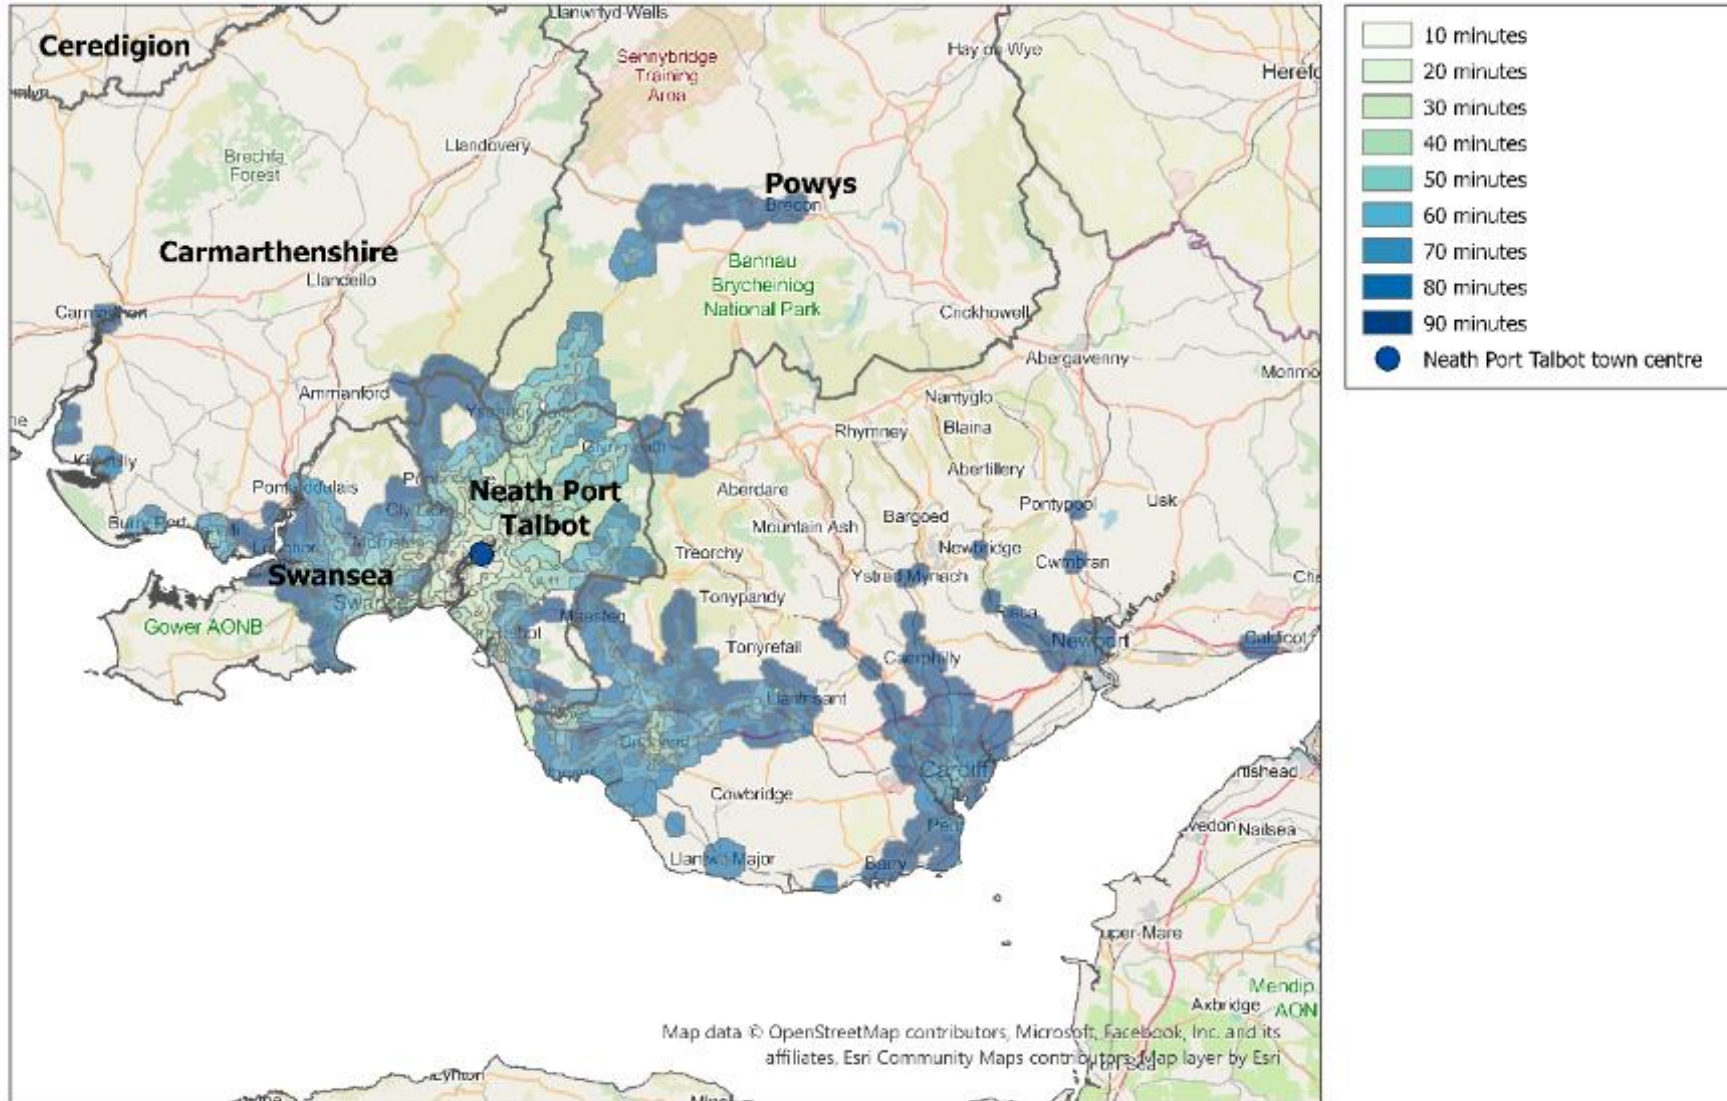 Llanwrtyd-Wells
Ceredigion
Sennybridge
Training
Area
Hay on Wye
Brechfa
Forest
Llandovery
Powys
Brecon
Carmarthenshire
Llandeilo
Bannau
Brycheiniog
National Park
Carmarthen
Crickhowell
Abergavenny
Ammanford
Nantyglo
Rhymney
Blaina
Glynneath
Abertillery
Kidwelly
Pontarddulais
Neath Port
Talbot
Aberdare
Pontypool
Usk
Clydach
Mountain Ash
Bargoed
Burry Port
Treorchy
Newbridge
Cwmbran
Swansea
Ystrad Mynach
Swansea
Tonypandy
Maesteg
Risca
Gower AONB
Newport
Caldicot
Tonyrefail
Caerphilly
Llantrisant
Cardiff
Cowbridge
Nailsea
Llantwit Major
Barry
Axbridge
Mendip
Map data © OpenStreetMap contributors, Microsoft, Facebook, Inc. and its
affiliates, Esri Community Maps contributors, Map layer by Esri
10 minutes
20 minutes
30 minutes
40 minutes
50 minutes
60 minutes
70 minutes
80 minutes
90 minutes
Neath Port Talbot town centre